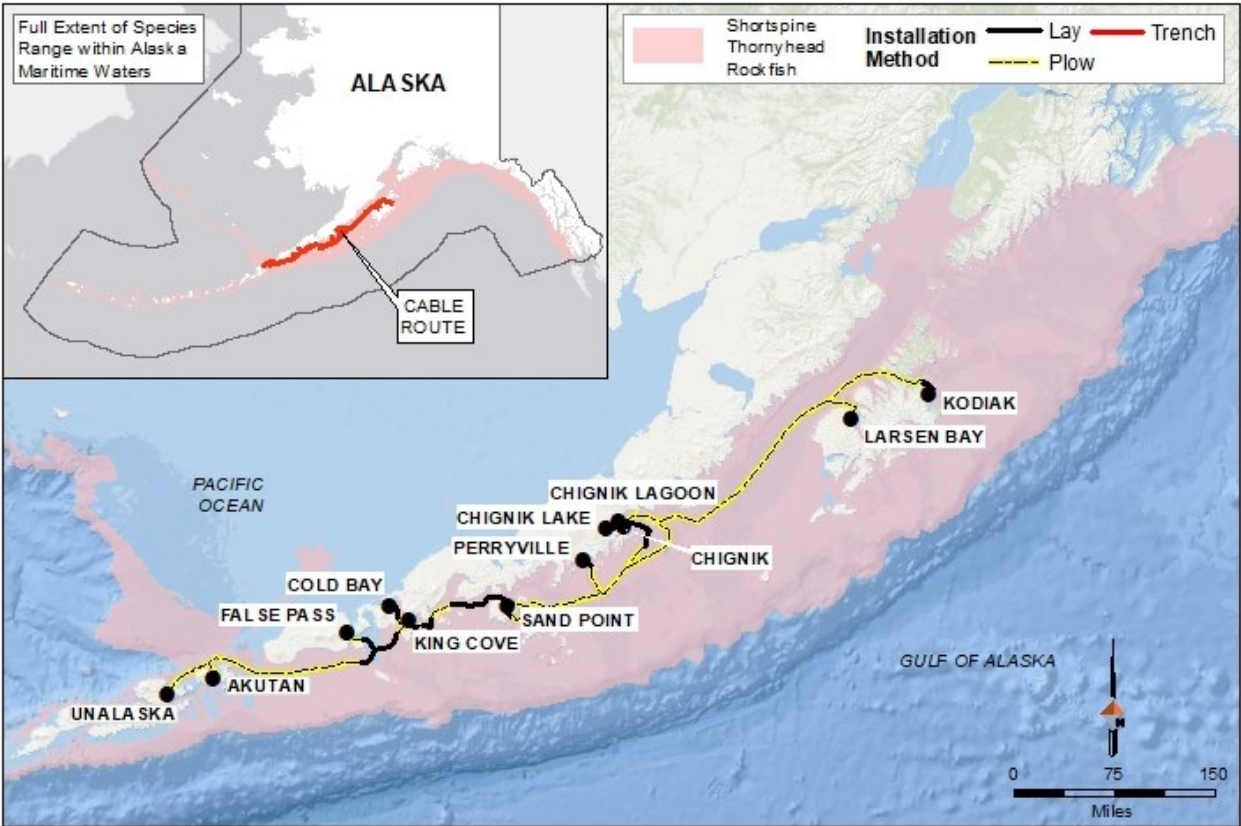 Full Extent of Species
Range within Alaska
Maritime Waters
ALASKA
CABLE
ROUTE
Shortspine
Thornyhead
Rockfish
Installation
Method
Lay
Trench
Plow
KODIAK
LARSEN BAY
PACIFIC
OCEAN
CHIGNIK LAGOON
CHIGNIK LAKE
PERRYVILLE
CHIGNIK
COLD BAY
FALSE PASS
SAND POINT
KING COVE
GULF OF ALASKA
AKUTAN
UNALASKA
N
0 75 150
Miles